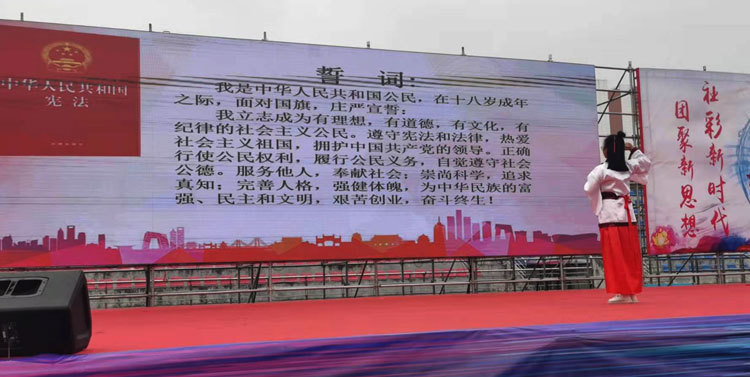 中华人民共和国
宪法
誓 词:
我是中华人民共和国公民，在十八岁成年
之际，面对国旗，庄严宣誓：
我立志成为有理想，有道德，有文化，有
纪律的社会主义公民。遵守宪法和法律，热爱
社会主义祖国，拥护中国共产党的领导。正确
行使公民权利，履行公民义务，自觉遵守社会
公德。服务他人，奉献社会；崇尚科学，追求
真知；完善人格，强健体魄，为中华民族的富
强、民主和文明，艰苦创业，奋斗终生！
社彩新时代
团聚新思想